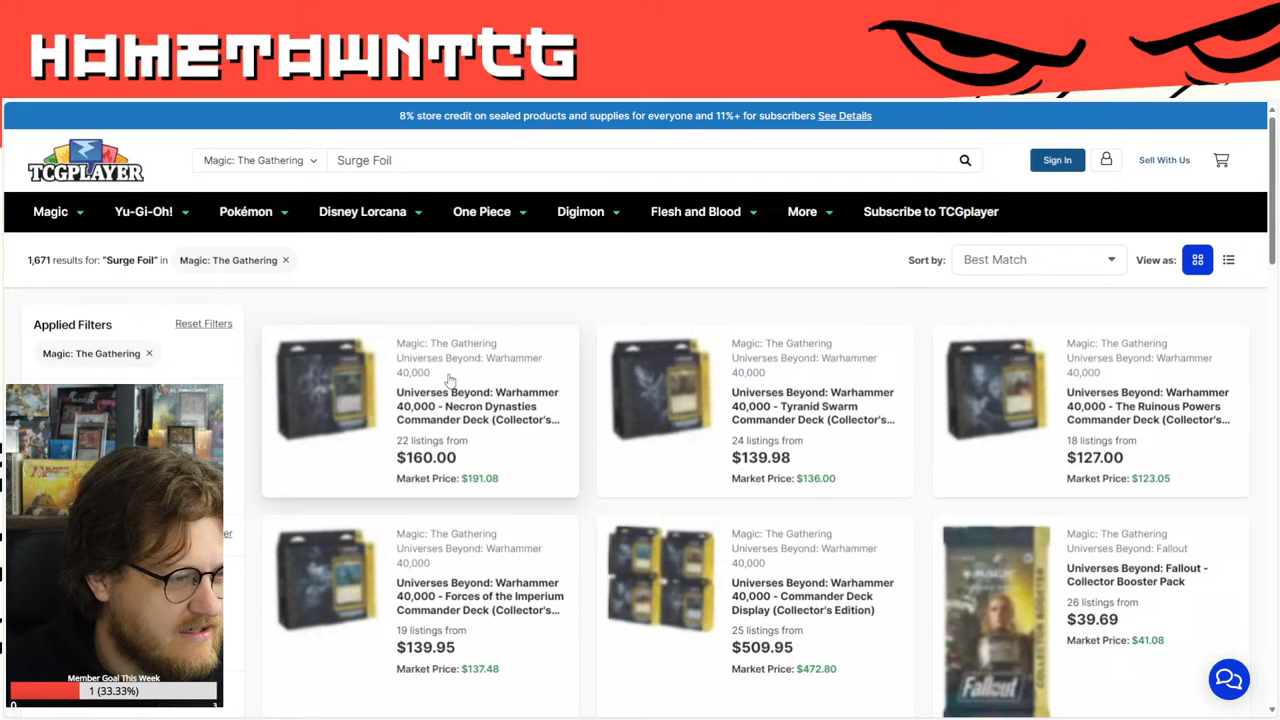 HOMETOWNTCG
8% store credit on sealed products and supplies for everyone and 11%+ for subscribers See Details
TCGPLAYER
Magic: The Gathering
Surge Foil
Sign In
Sell With Us
Magic
Yu-Gi-Oh!
Pokémon
Disney Lorcana
One Piece
Digimon
Flesh and Blood
More
Subscribe to TCGplayer
1,671 results for: "Surge Foil" in
Magic: The Gathering ×
Sort by:
Best Match
View as:
Applied Filters
Reset Filters
Magic: The Gathering ×
Magic: The Gathering
Universes Beyond: Warhammer
40,000
Universes Beyond: Warhammer
40,000 - Necron Dynasties
Commander Deck (Collector's...
22 listings from
$160.00
Market Price: $191.08
Magic: The Gathering
Universes Beyond: Warhammer
40,000
Universes Beyond: Warhammer
40,000 - Tyranid Swarm
Commander Deck (Collector's...
24 listings from
$139.98
Market Price: $136.00
Magic: The Gathering
Universes Beyond: Warhammer
40,000
Universes Beyond: Warhammer
40,000 - The Ruinous Powers
Commander Deck (Collector's...
18 listings from
$127.00
Market Price: $123.05
Magic: The Gathering
Universes Beyond: Warhammer
40,000
Universes Beyond: Warhammer
40,000 - Forces of the Imperium
Commander Deck (Collector's...
19 listings from
$139.95
Market Price: $137.48
Magic: The Gathering
Universes Beyond: Warhammer
40,000
Universes Beyond: Warhammer
40,000 - Commander Deck
Display (Collector's Edition)
25 listings from
$509.95
Market Price: $472.80
Magic: The Gathering
Universes Beyond: Fallout
Universes Beyond: Fallout -
Collector Booster Pack
26 listings from
$39.69
Market Price: $41.08
Fallout
COLLECTOR BOOSTER
Member Goal This Week
1 (33.33%)
0
3